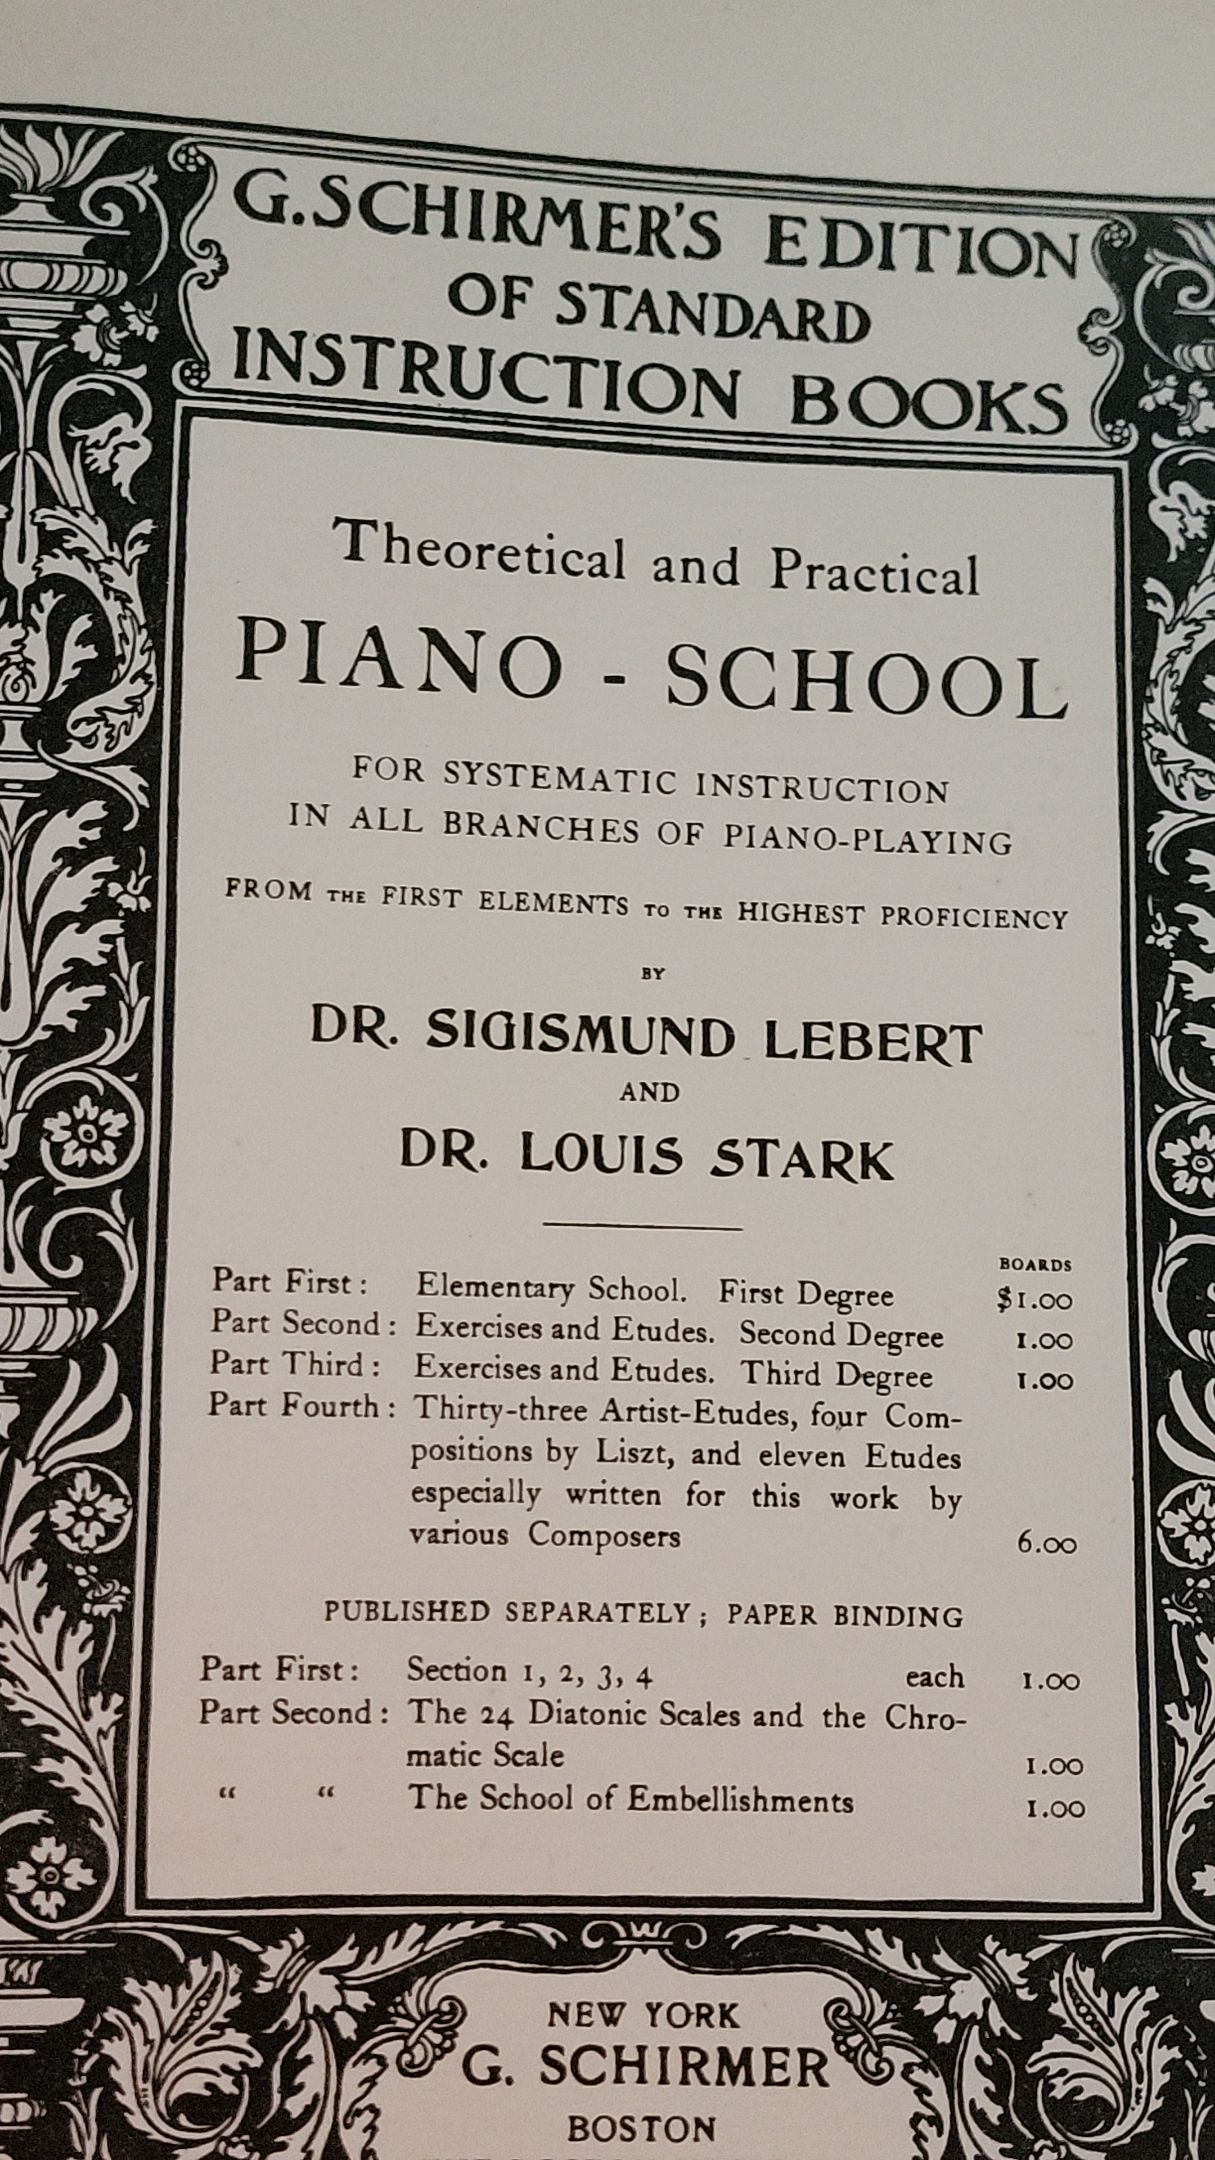 G. SCHIRMER'S EDITION
OF STANDARD
INSTRUCTION BOOKS
Theoretical and Practical
PIANO - SCHOOL
FOR SYSTEMATIC INSTRUCTION
IN ALL BRANCHES OF PIANO-PLAYING
FROM THE FIRST ELEMENTS TO THE HIGHEST PROFICIENCY
BY
DR. SIGISMUND LEBERT
AND
DR. LOUIS STARK
BOARDS
Part First: Elementary School. First Degree $1.00
Part Second: Exercises and Etudes. Second Degree 1.00
Part Third: Exercises and Etudes. Third Degree 1.00
Part Fourth: Thirty-three Artist-Etudes, four Com-
positions by Liszt, and eleven Etudes
especially written for this work by
various Composers 6.00
PUBLISHED SEPARATELY; PAPER BINDING
Part First: Section 1, 2, 3, 4 each 1.00
Part Second: The 24 Diatonic Scales and the Chro-
matic Scale 1.00
“ “ The School of Embellishments 1.00
NEW YORK
G. SCHIRMER
BOSTON